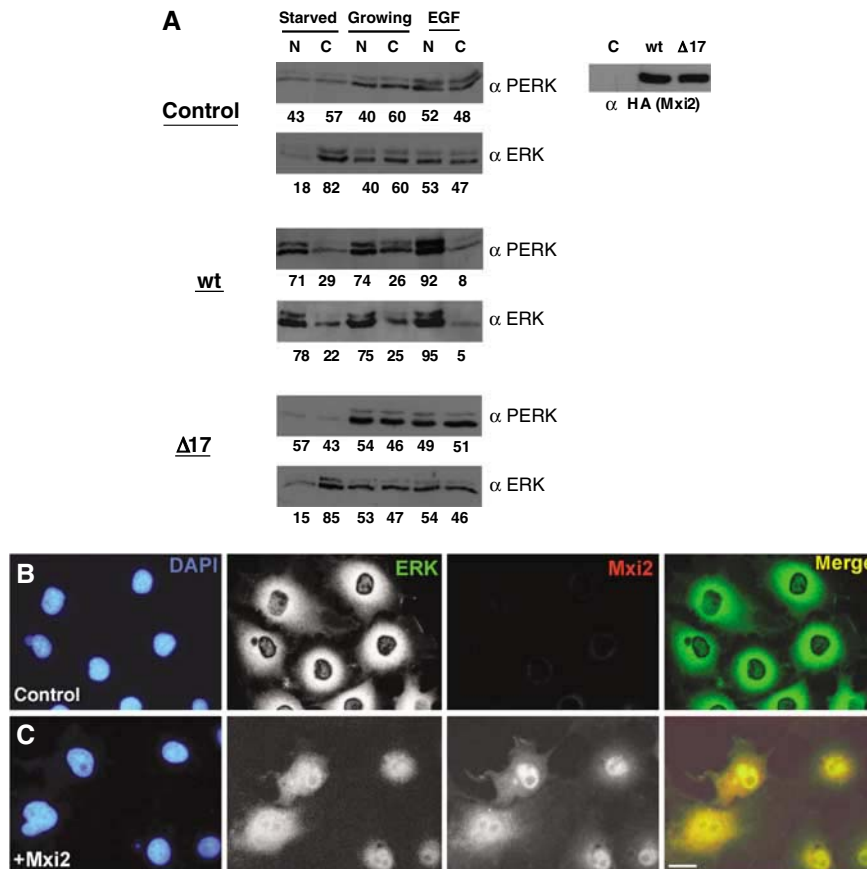 A
Starved Growing EGF
N C N C N C
C wt Δ17
α HA (Mxi2)
Control
α PERK
43 57 40 60 52 48
α ERK
18 82 40 60 53 47
wt
α PERK
71 29 74 26 92 8
α ERK
78 22 75 25 95 5
Δ17
α PERK
57 43 54 46 49 51
α ERK
15 85 53 47 54 46
B DAPI ERK Mxi2 Merge
Control
C
+Mxi2